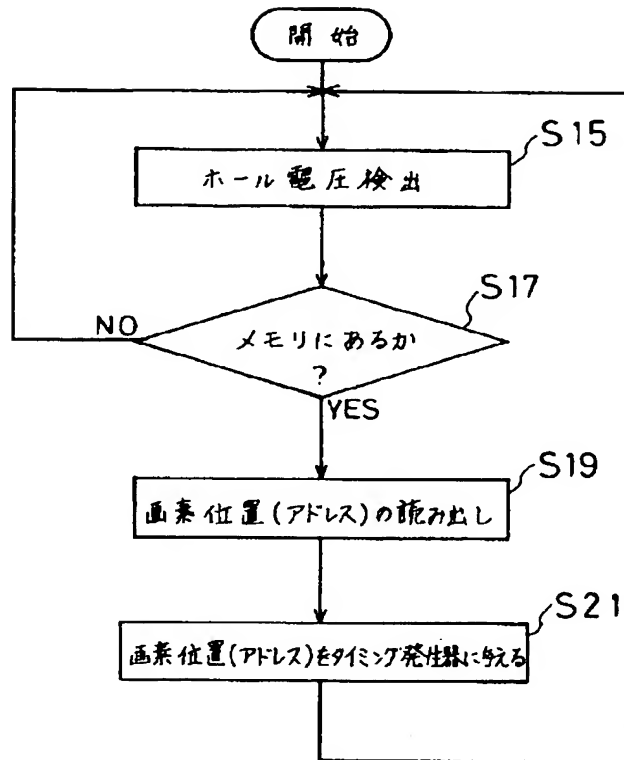 開始
S15
ホール電圧検出
S17
NO
メモリにあるか
?
YES
S19
画素位置(アドレス)の読み出し
S21
画素位置(アドレス)をタイミング発生器に与える